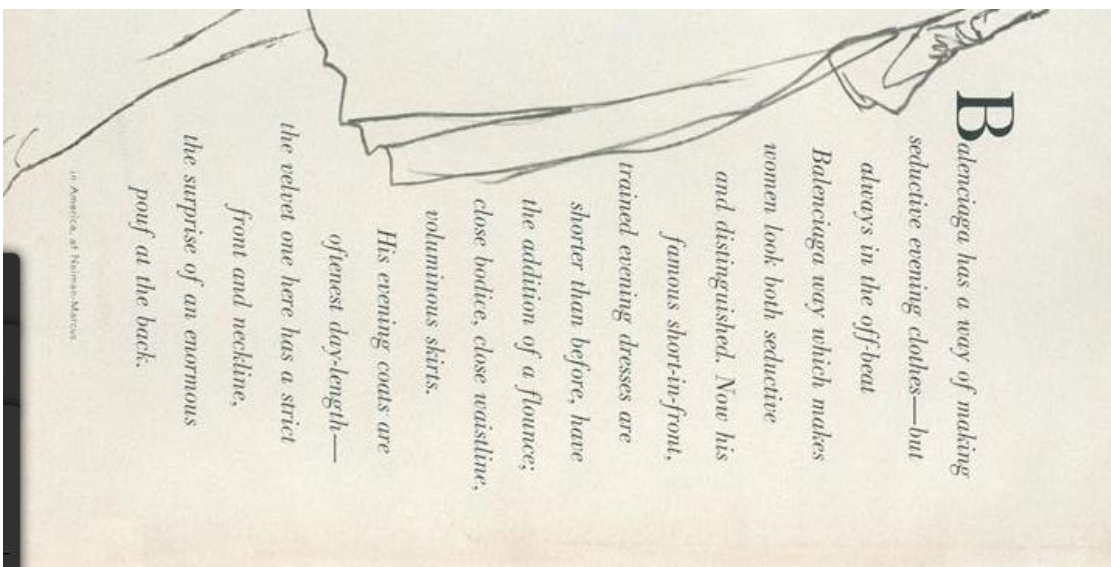 Balenciaga has a way of making
seductive evening clothes—but
always in the off-beat
Balenciaga way which makes
women look both seductive
and distinguished. Now his
famous short-in-front,
trained evening dresses are
shorter than before, have
the addition of a flounce;
close bodice, close waistline,
voluminous skirts.
His evening coats are
oftenest day-length—
the velvet one here has a strict
front and neckline,
the surprise of an enormous
pouf at the back.
in America, at Neiman-Marcus